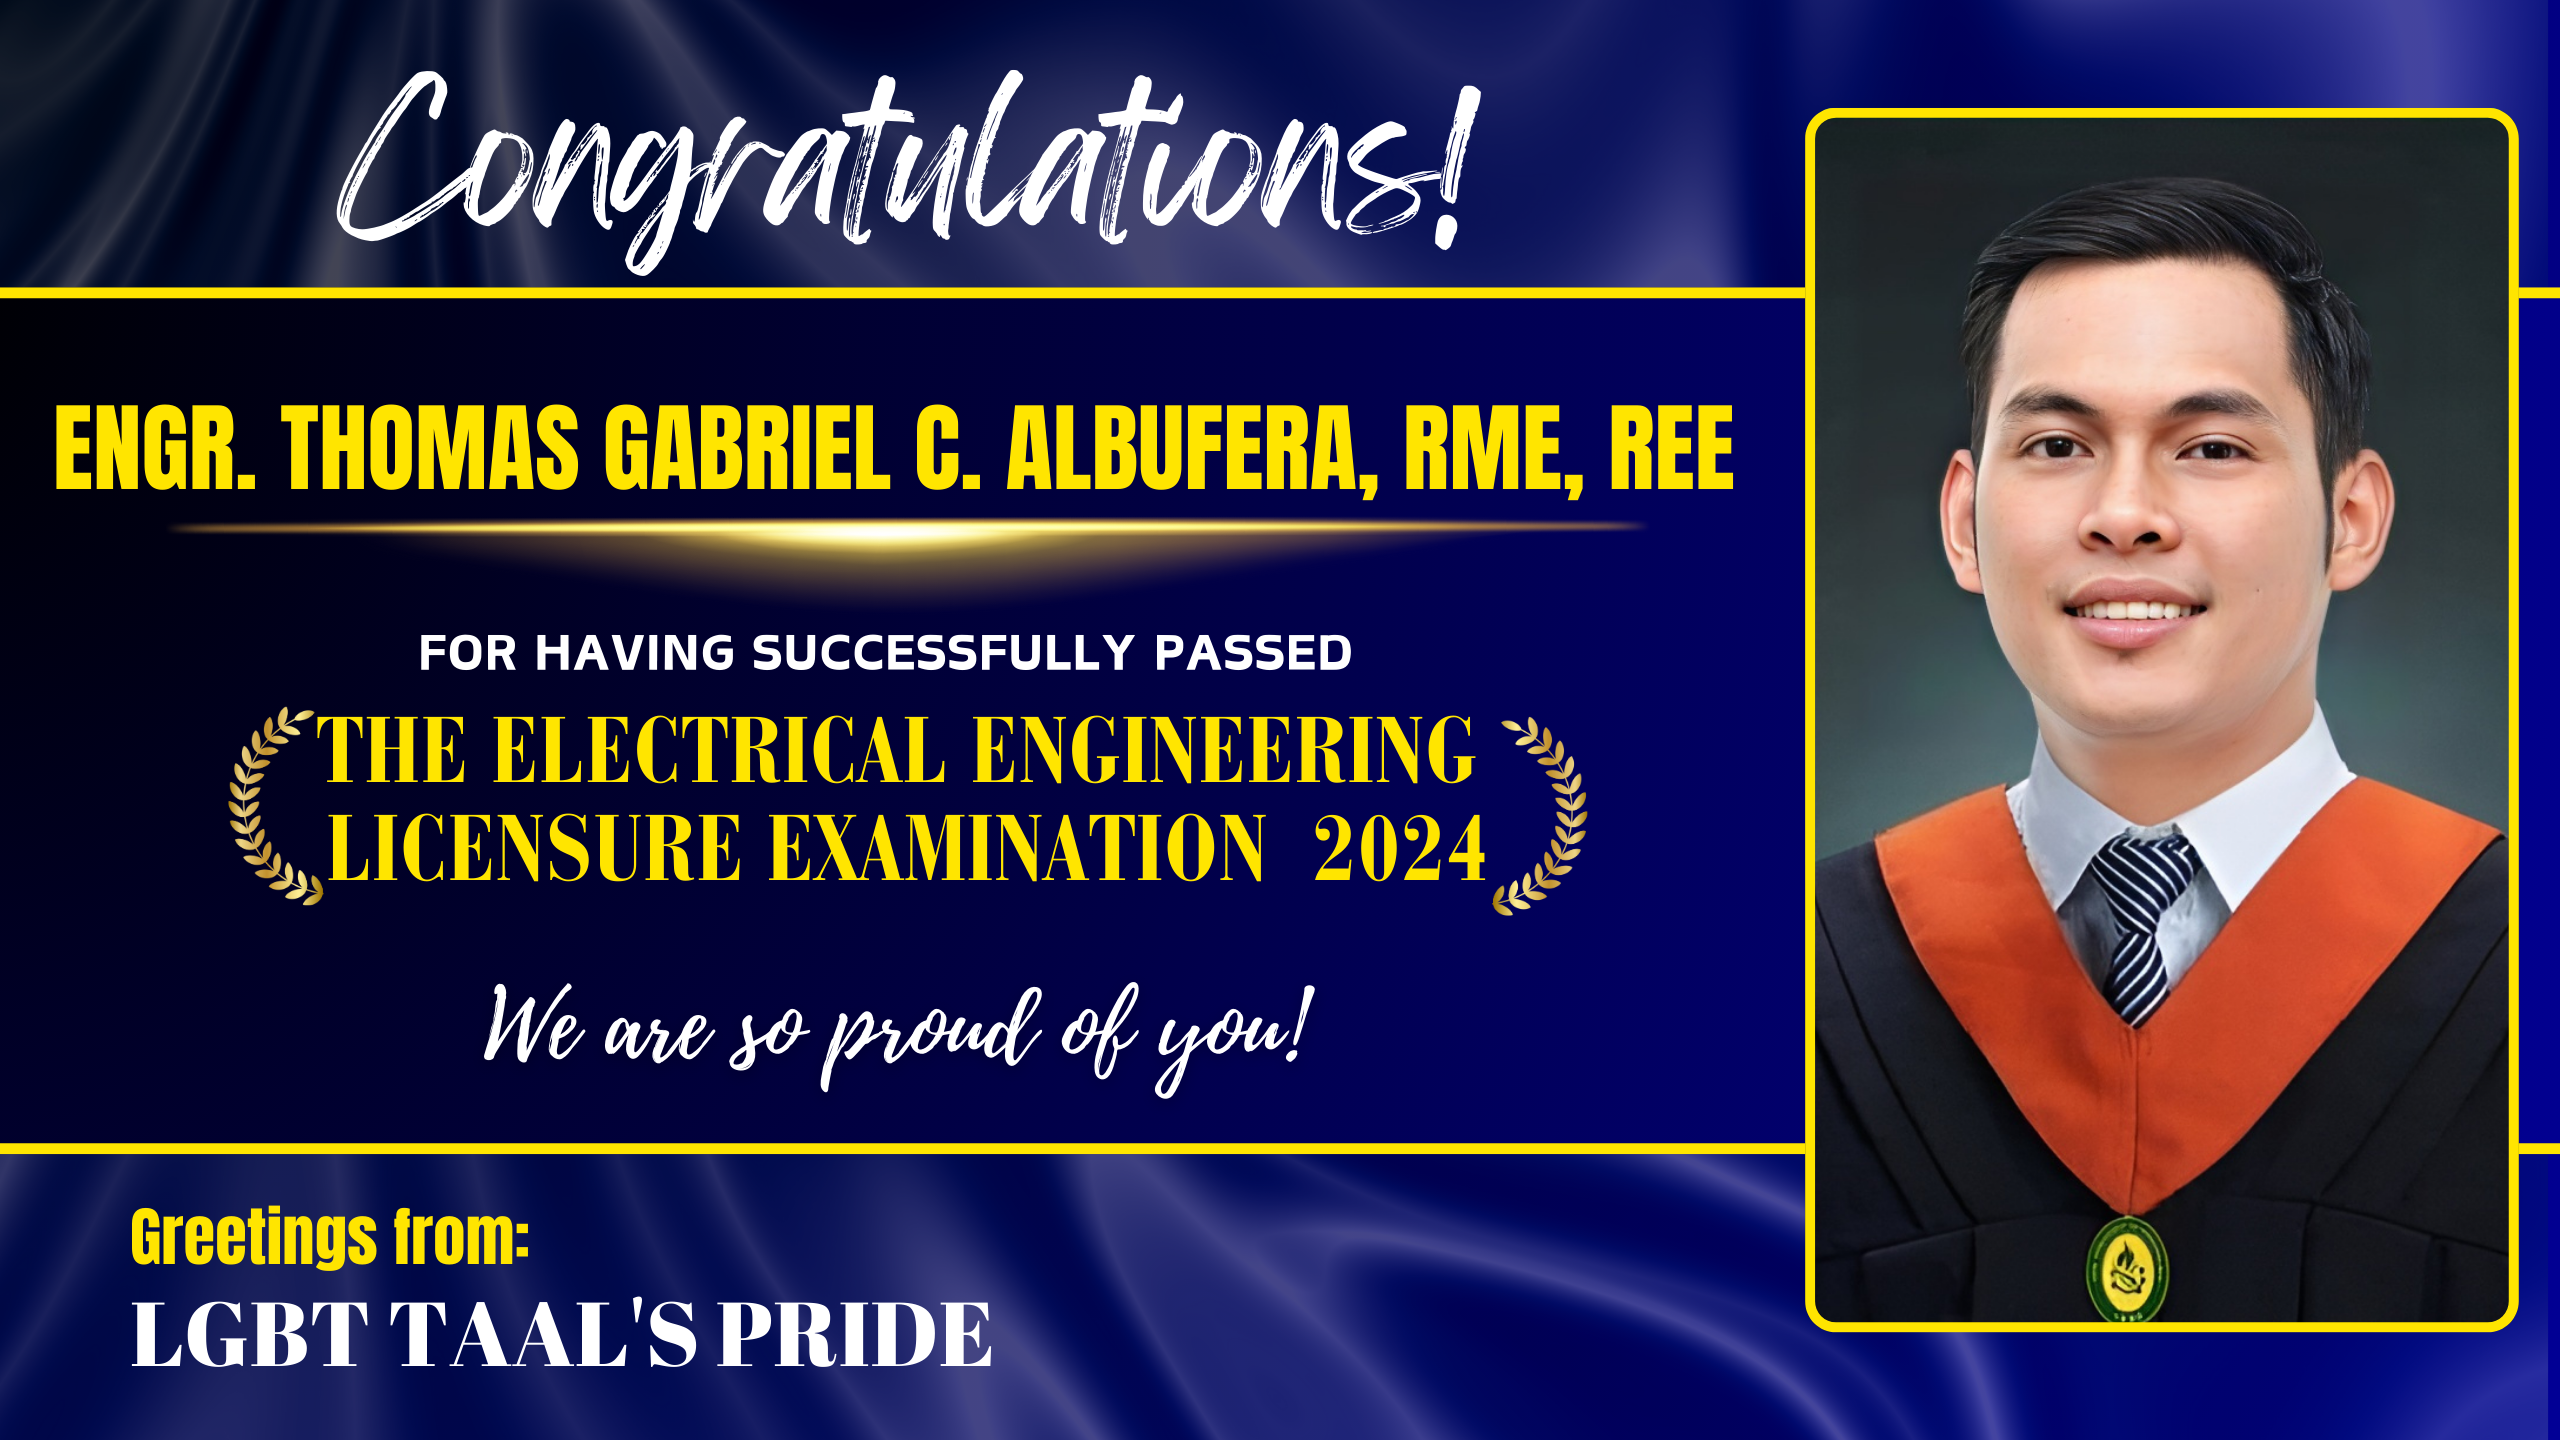 Congratulations!
ENGR. THOMAS GABRIEL C. ALBUFERA, RME, REE
FOR HAVING SUCCESSFULLY PASSED
THE ELECTRICAL ENGINEERING
LICENSURE EXAMINATION 2024
We are so proud of you!
Greetings from:
LGBT TAAL'S PRIDE